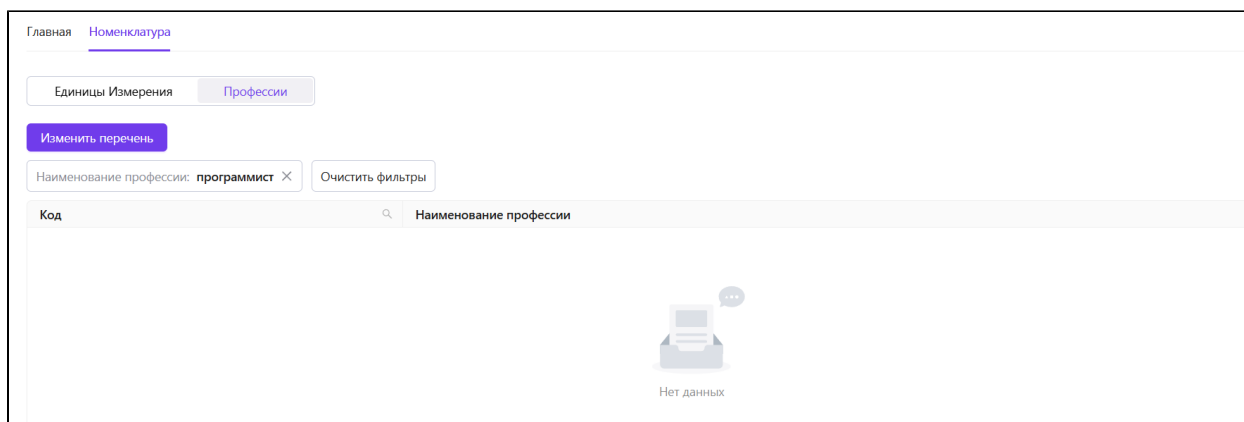 Главная Номенклатура
Единицы Измерения Профессии
Изменить перечень
Наименование профессии: программист Очистить фильтры
Код Наименование профессии
Нет данных